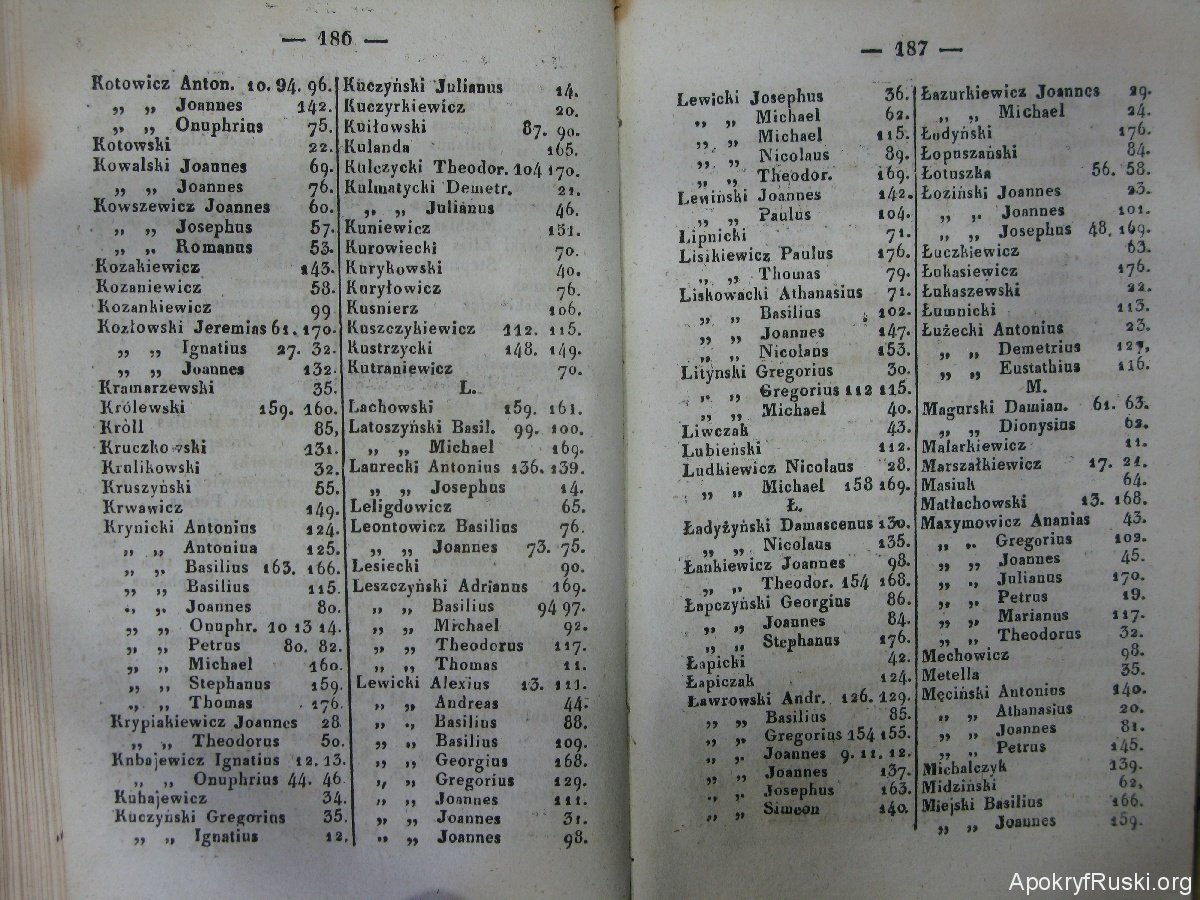 — 186 —
Kotowicz Anton. 10. 94. 96.
„ „ Joannes 142.
„ „ Onuphrius 75.
Kotowski 22.
Kowalski Joannes 69.
„ „ Joannes 76.
Kowszewicz Joannes 60.
„ „ Josephus 57.
„ „ Romanus 53.
Kozakiewicz 143.
Kozaniewicz 58.
Kozankiewicz 99
Kozłowski Jeremias 61. 170.
„ „ Ignatius 27. 32.
„ „ Joannes 132.
Kramarzewski 35.
Królewski 159. 160.
Król 85,
Kruczkowski 131.
Krulikowski 32.
Kruszyński 55.
Krwawicz 149.
Krynicki Antonius 124.
„ „ Antonius 125.
„ „ Basilius 163. 166.
„ „ Basilius 115.
„ „ Joannes 80.
„ „ Onuphr. 10 13 14.
„ „ Petrus 80. 82.
„ „ Michael 160.
„ „ Stephanus 159.
„ „ Thomas 176.
Krypiakiewicz Joannes 28
„ „ Theodorus 50.
Kubajewicz Ignatius 12. 13.
„ „ Onuphrius 44. 46
Kubajewicz 34.
Kuczyński Gregorius 35.
„ „ Ignatius 12.
Kuczyński Julianus 14.
Kuczyrkiewicz 20.
Kuiłowski 87. 90.
Kulanda 165.
Kulczycki Theodor. 104 170.
Kulmatycki Demetr. 21.
„ „ Julianus 46.
Kuniewicz 151.
Kurowiecki 70.
Kurykowski 40.
Kuryłowicz 76.
Kusnierz 106.
Kuszczykiewicz 112. 115.
Kustrzycki 148. 149.
Kutraniewicz 70.
L.
Lachowski 159. 161.
Latoszyński Basil. 99. 100.
„ „ Michael 169.
Laurecki Antonius 136. 139.
„ „ Josephus 14.
Leligdowicz 65.
Leontowicz Basilius 76.
„ „ Joannes 73. 75.
Lesiecki 90.
Leszczyński Adrianus 169.
„ „ Basilius 94 97.
„ „ Michael 92.
„ „ Theodorus 117.
„ „ Thomas 11.
Lewicki Alexius 13. 111.
„ „ Andreas 44.
„ „ Basilius 88.
„ „ Basilius 109.
„ „ Georgius 168.
„ „ Gregorius 129.
„ „ Joannes 111.
„ „ Joannes 31.
„ „ Joannes 98.
— 187 —
Lewicki Josephus 36.
„ „ Michael 62.
„ „ Michael 115.
„ „ Nicolaus 89.
„ „ Theodor. 169.
Lewiński Joannes 142.
„ „ Paulus 104.
Lipnicki 71.
Lisikiewicz Paulus 176.
„ „ Thomas 79.
Liskowacki Athanasius 71.
„ „ Basilius 102.
„ „ Joannes 147.
„ „ Nicolaus 153.
Lityński Gregorius 30.
„ „ Gregorius 112 115.
„ „ Michael 40.
Liwczak 43.
Lubieński 112.
Ludkiewicz Nicolaus 28.
„ „ Michael 158 169.
Ł.
Ładyżyński Damascenus 130.
„ „ Nicolaus 135.
Łankiewicz Joannes 98.
„ „ Theodor. 154 168.
Łapczyński Georgius 86.
„ „ Joannes 84.
„ „ Stephanus 176.
Łapicki 42.
Łapiczak 124.
Ławrowski Andr. 126. 129.
„ „ Basilius 85.
„ „ Gregorius 154 155.
„ „ Joannes 9. 11. 12.
„ „ Joannes 137.
„ „ Josephus 163.
„ „ Simeon 140.
Łazurkiewicz Joannes 29.
„ „ Michael 24.
Łodyński 176.
Łopuszański 84.
Łotuszka 56. 58.
Łoziński Joannes 23.
„ „ Joannes 101.
„ „ Josephus 48. 169.
Łuczkiewicz 63.
Łukasiewicz 176.
Łukaszewski 22.
Łumnicki 113.
Łużecki Antonius 23.
„ „ Demetrius 127,
„ „ Eustathius 116.
M.
Magurski Damian. 61. 63.
„ „ Dionysius 62.
Malarkiewicz 11.
Marszałkiewicz 17. 21.
Masiuk 64.
Matłachowski 13. 168.
Maxymowicz Ananias 43.
„ „ Gregorius 102.
„ „ Joannes 45.
„ „ Julianus 170.
„ „ Petrus 19.
„ „ Marianus 117.
„ „ Theodorus 32.
Mechowicz 98.
Metella 35.
Męciński Antonius 140.
„ „ Athanasius 20.
„ „ Joannes 81.
„ „ Petrus 145.
Michalczyk 139.
Midziński 62,
Miejski Basilius 166.
„ „ Joannes 159.
ApokryfRuski.org